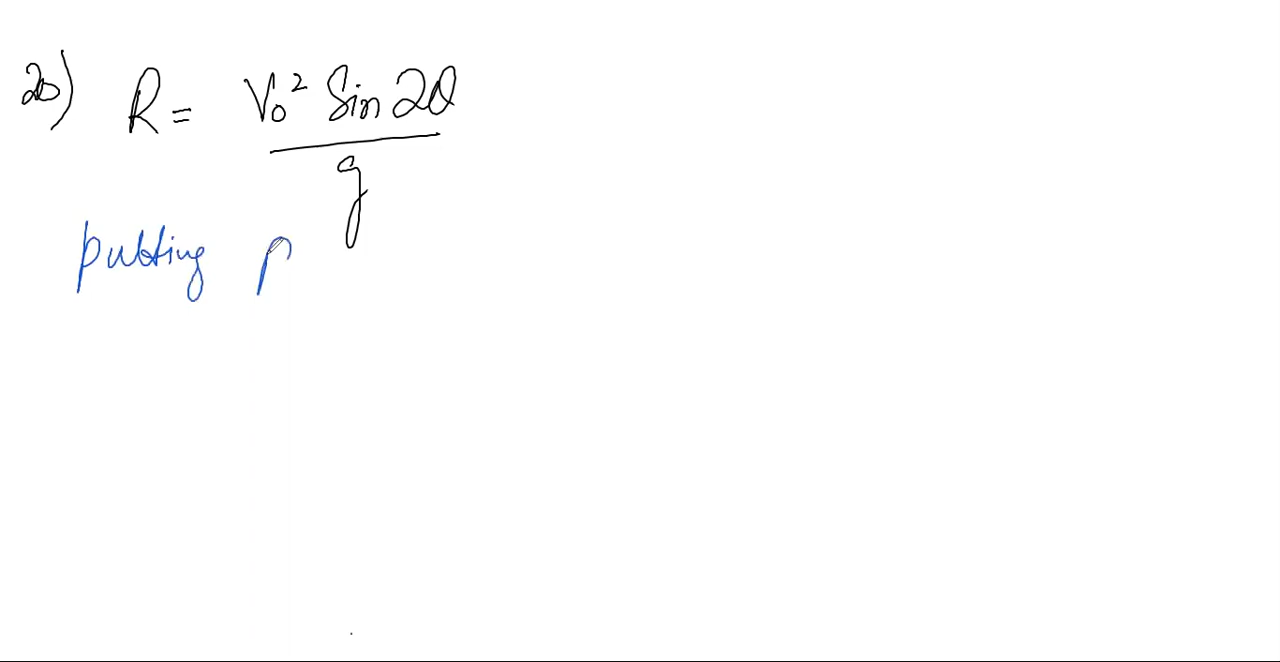 20) R = V₀² Sin 2θ / g
putting